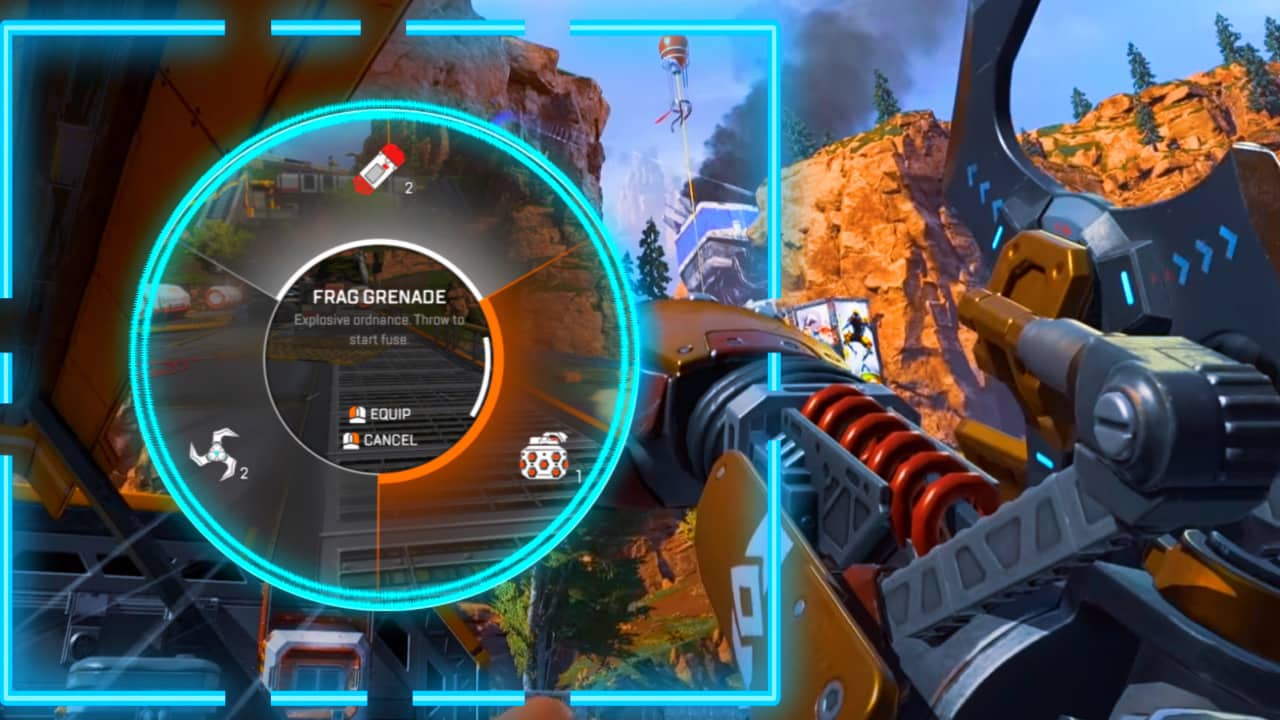 2
FRAG GRENADE
Explosive ordnance. Throw to
start fuse.
EQUIP
CANCEL
2
1